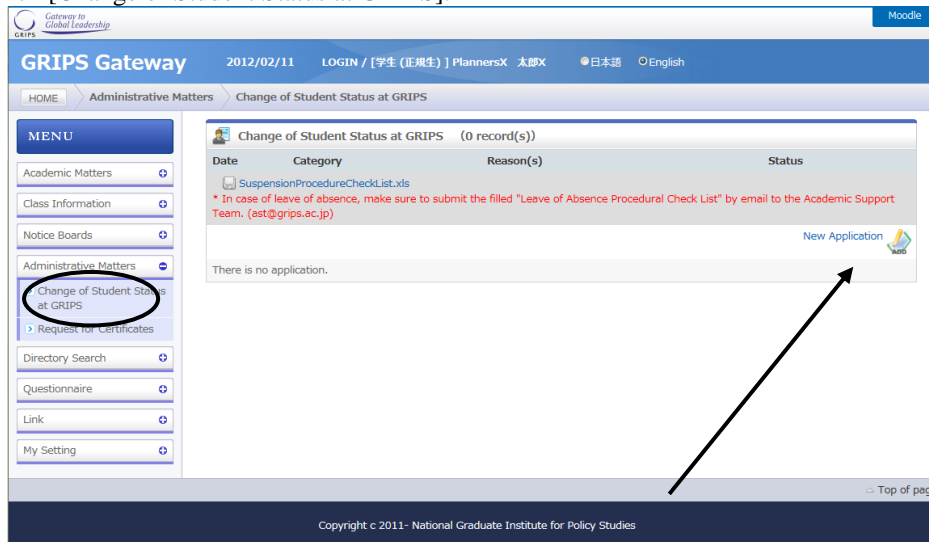 Gateway to
Global Leadership
GRIPS
Moodle
GRIPS Gateway
2012/02/11 LOGIN / [学生 (正規生) ] PlannersX 太郎X 日本語 English
HOME Administrative Matters Change of Student Status at GRIPS
MENU
Academic Matters
Class Information
Notice Boards
Administrative Matters
Change of Student Status
at GRIPS
Request for Certificates
Directory Search
Questionnaire
Link
My Setting
Change of Student Status at GRIPS (0 record(s))
Date Category Reason(s) Status
SuspensionProcedureCheckList.xls
* In case of leave of absence, make sure to submit the filled "Leave of Absence Procedural Check List" by email to the Academic Support
Team. (ast@grips.ac.jp)
New Application
ADD
There is no application.
Top of pag
Copyright c 2011- National Graduate Institute for Policy Studies